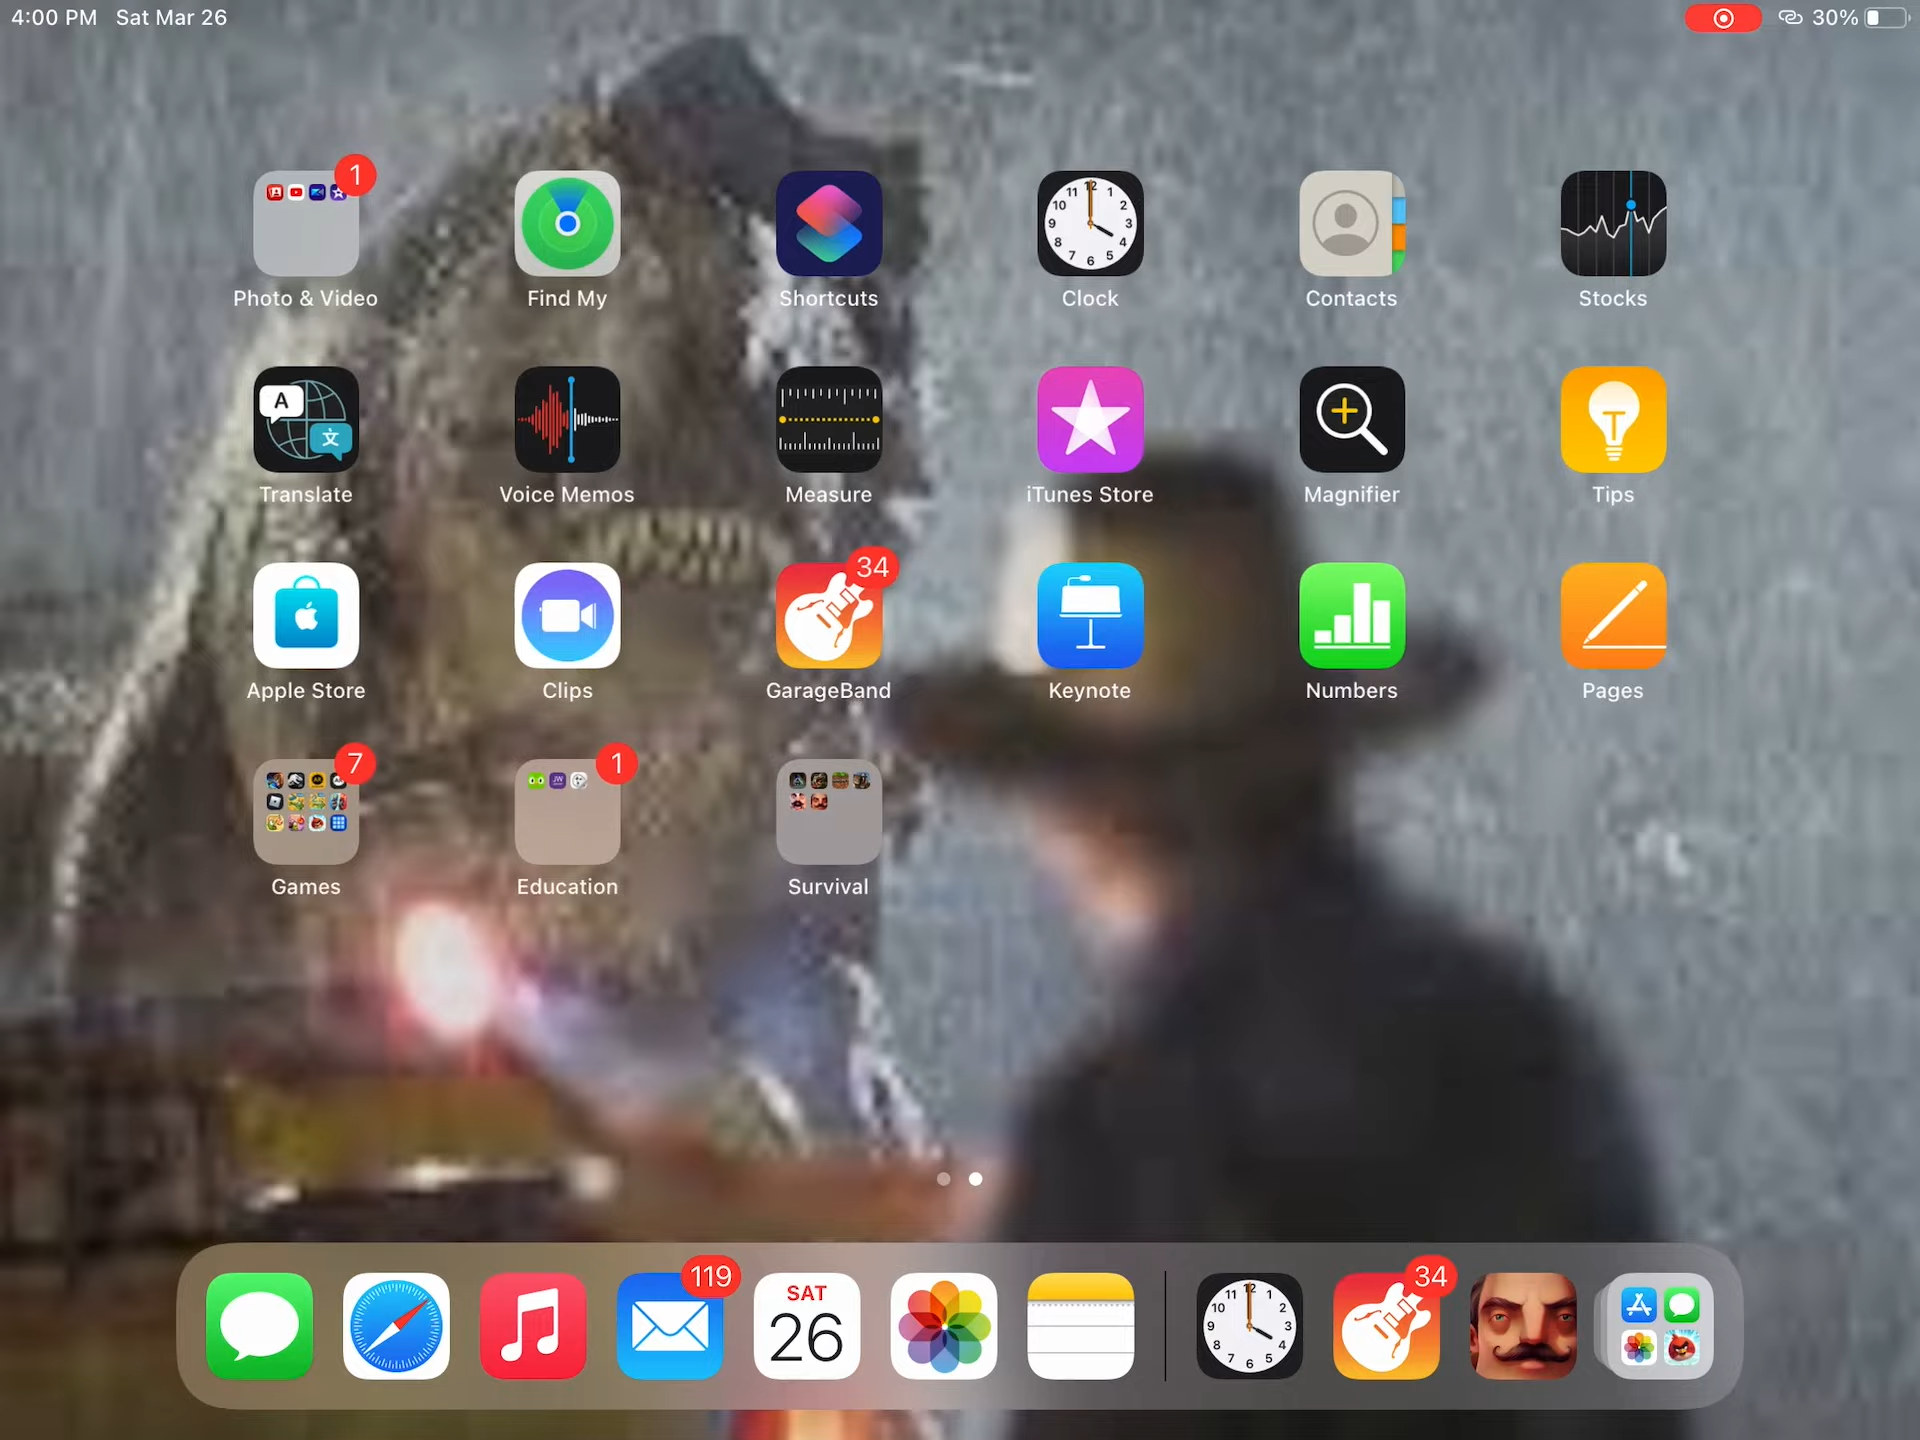 4:00 PM Sat Mar 26
30%
1
Photo & Video
Find My
Shortcuts
Clock
Contacts
Stocks
Translate
Voice Memos
Measure
iTunes Store
Magnifier
Tips
34
Apple Store
Clips
GarageBand
Keynote
Numbers
Pages
7
1
Games
Education
Survival
119
SAT
26
34